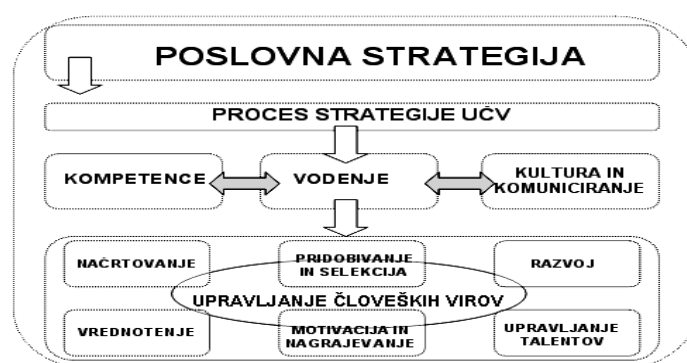 POSLOVNA STRATEGIJA
PROCES STRATEGIJE UČV
KOMPETENCE
VODENJE
KULTURA IN
KOMUNICIRANJE
NAČRTOVANJE
PRIDOBIVANJE
IN SELEKCIJA
RAZVOJ
UPRAVLJANJE ČLOVEŠKIH VIROV
VREDNOTENJE
MOTIVACIJA IN
NAGRAJEVANJE
UPRAVLJANJE
TALENTOV